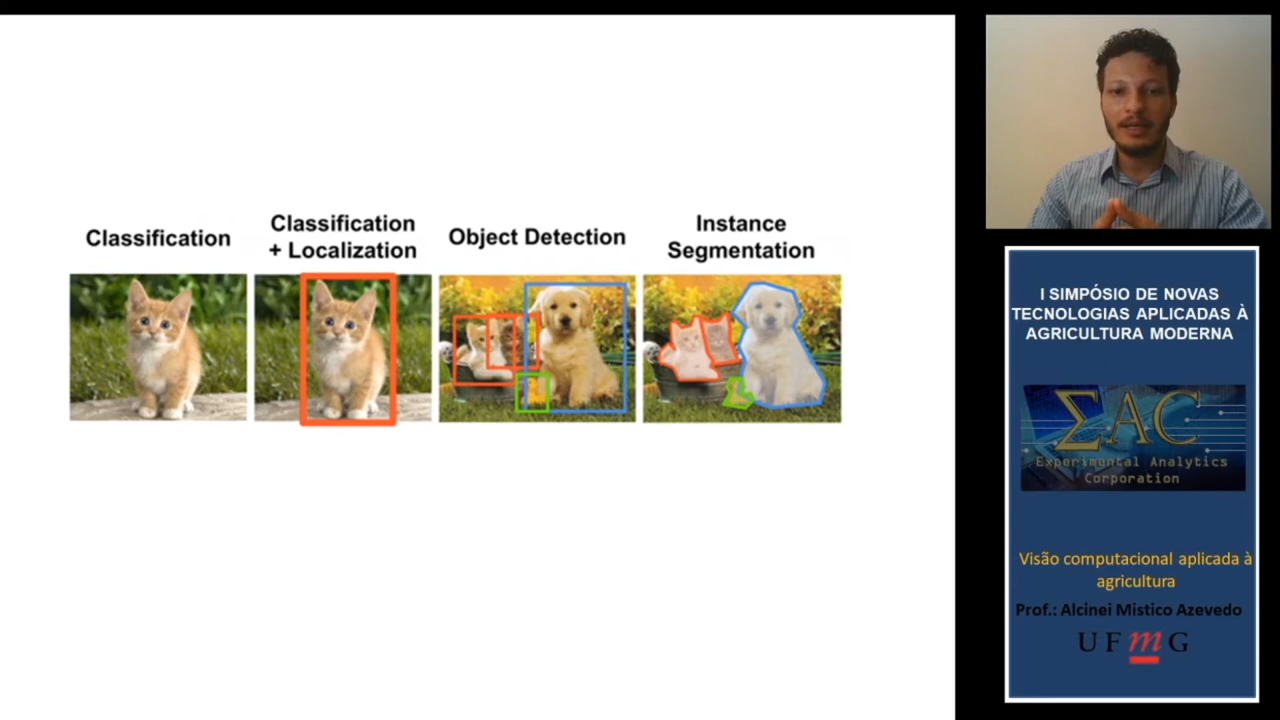 Classification
Classification
+ Localization
Object Detection
Instance
Segmentation
I SIMPÓSIO DE NOVAS
TECNOLOGIAS APLICADAS À
AGRICULTURA MODERNA
ΣAC
Experimental Analytics
Corporation
Visão computacional aplicada à
agricultura
Prof.: Alcinei Mistico Azevedo
UFmG